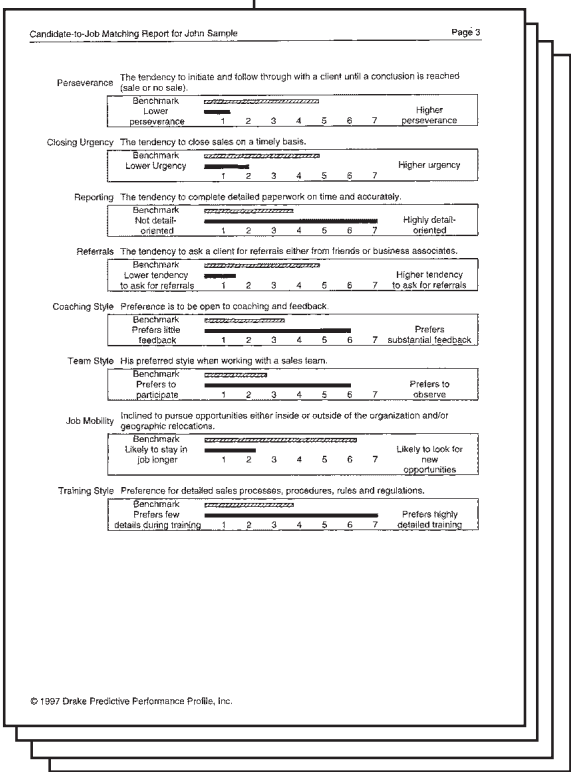 Candidate-to-Job Matching Report for John Sample Page 3
Perseverance The tendency to initiate and follow through with a client until a conclusion is reached
(sale or no sale).
Benchmark
Lower Higher
perseverance 1 2 3 4 5 6 7 perseverance
Closing Urgency The tendency to close sales on a timely basis.
Benchmark
Lower Urgency Higher urgency
1 2 3 4 5 6 7
Reporting The tendency to complete detailed paperwork on time and accurately.
Benchmark
Not detail- Highly detail-
oriented 1 2 3 4 5 6 7 oriented
Referrals The tendency to ask a client for referrals either from friends or business associates.
Benchmark
Lower tendency Higher tendency
to ask for referrals 1 2 3 4 5 6 7 to ask for referrals
Coaching Style Preference is to be open to coaching and feedback.
Benchmark
Prefers little Prefers
feedback 1 2 3 4 5 6 7 substantial feedback
Team Style His preferred style when working with a sales team.
Benchmark
Prefers to Prefers to
participate 1 2 3 4 5 6 7 observe
Job Mobility Inclined to pursue opportunities either inside or outside of the organization and/or
geographic relocations.
Benchmark
Likely to stay in Likely to look for
job longer 1 2 3 4 5 6 7 new
opportunities
Training Style Preference for detailed sales processes, procedures, rules and regulations.
Benchmark
Prefers few Prefers highly
details during training 1 2 3 4 5 6 7 detailed training
© 1997 Drake Predictive Performance Profile, Inc.